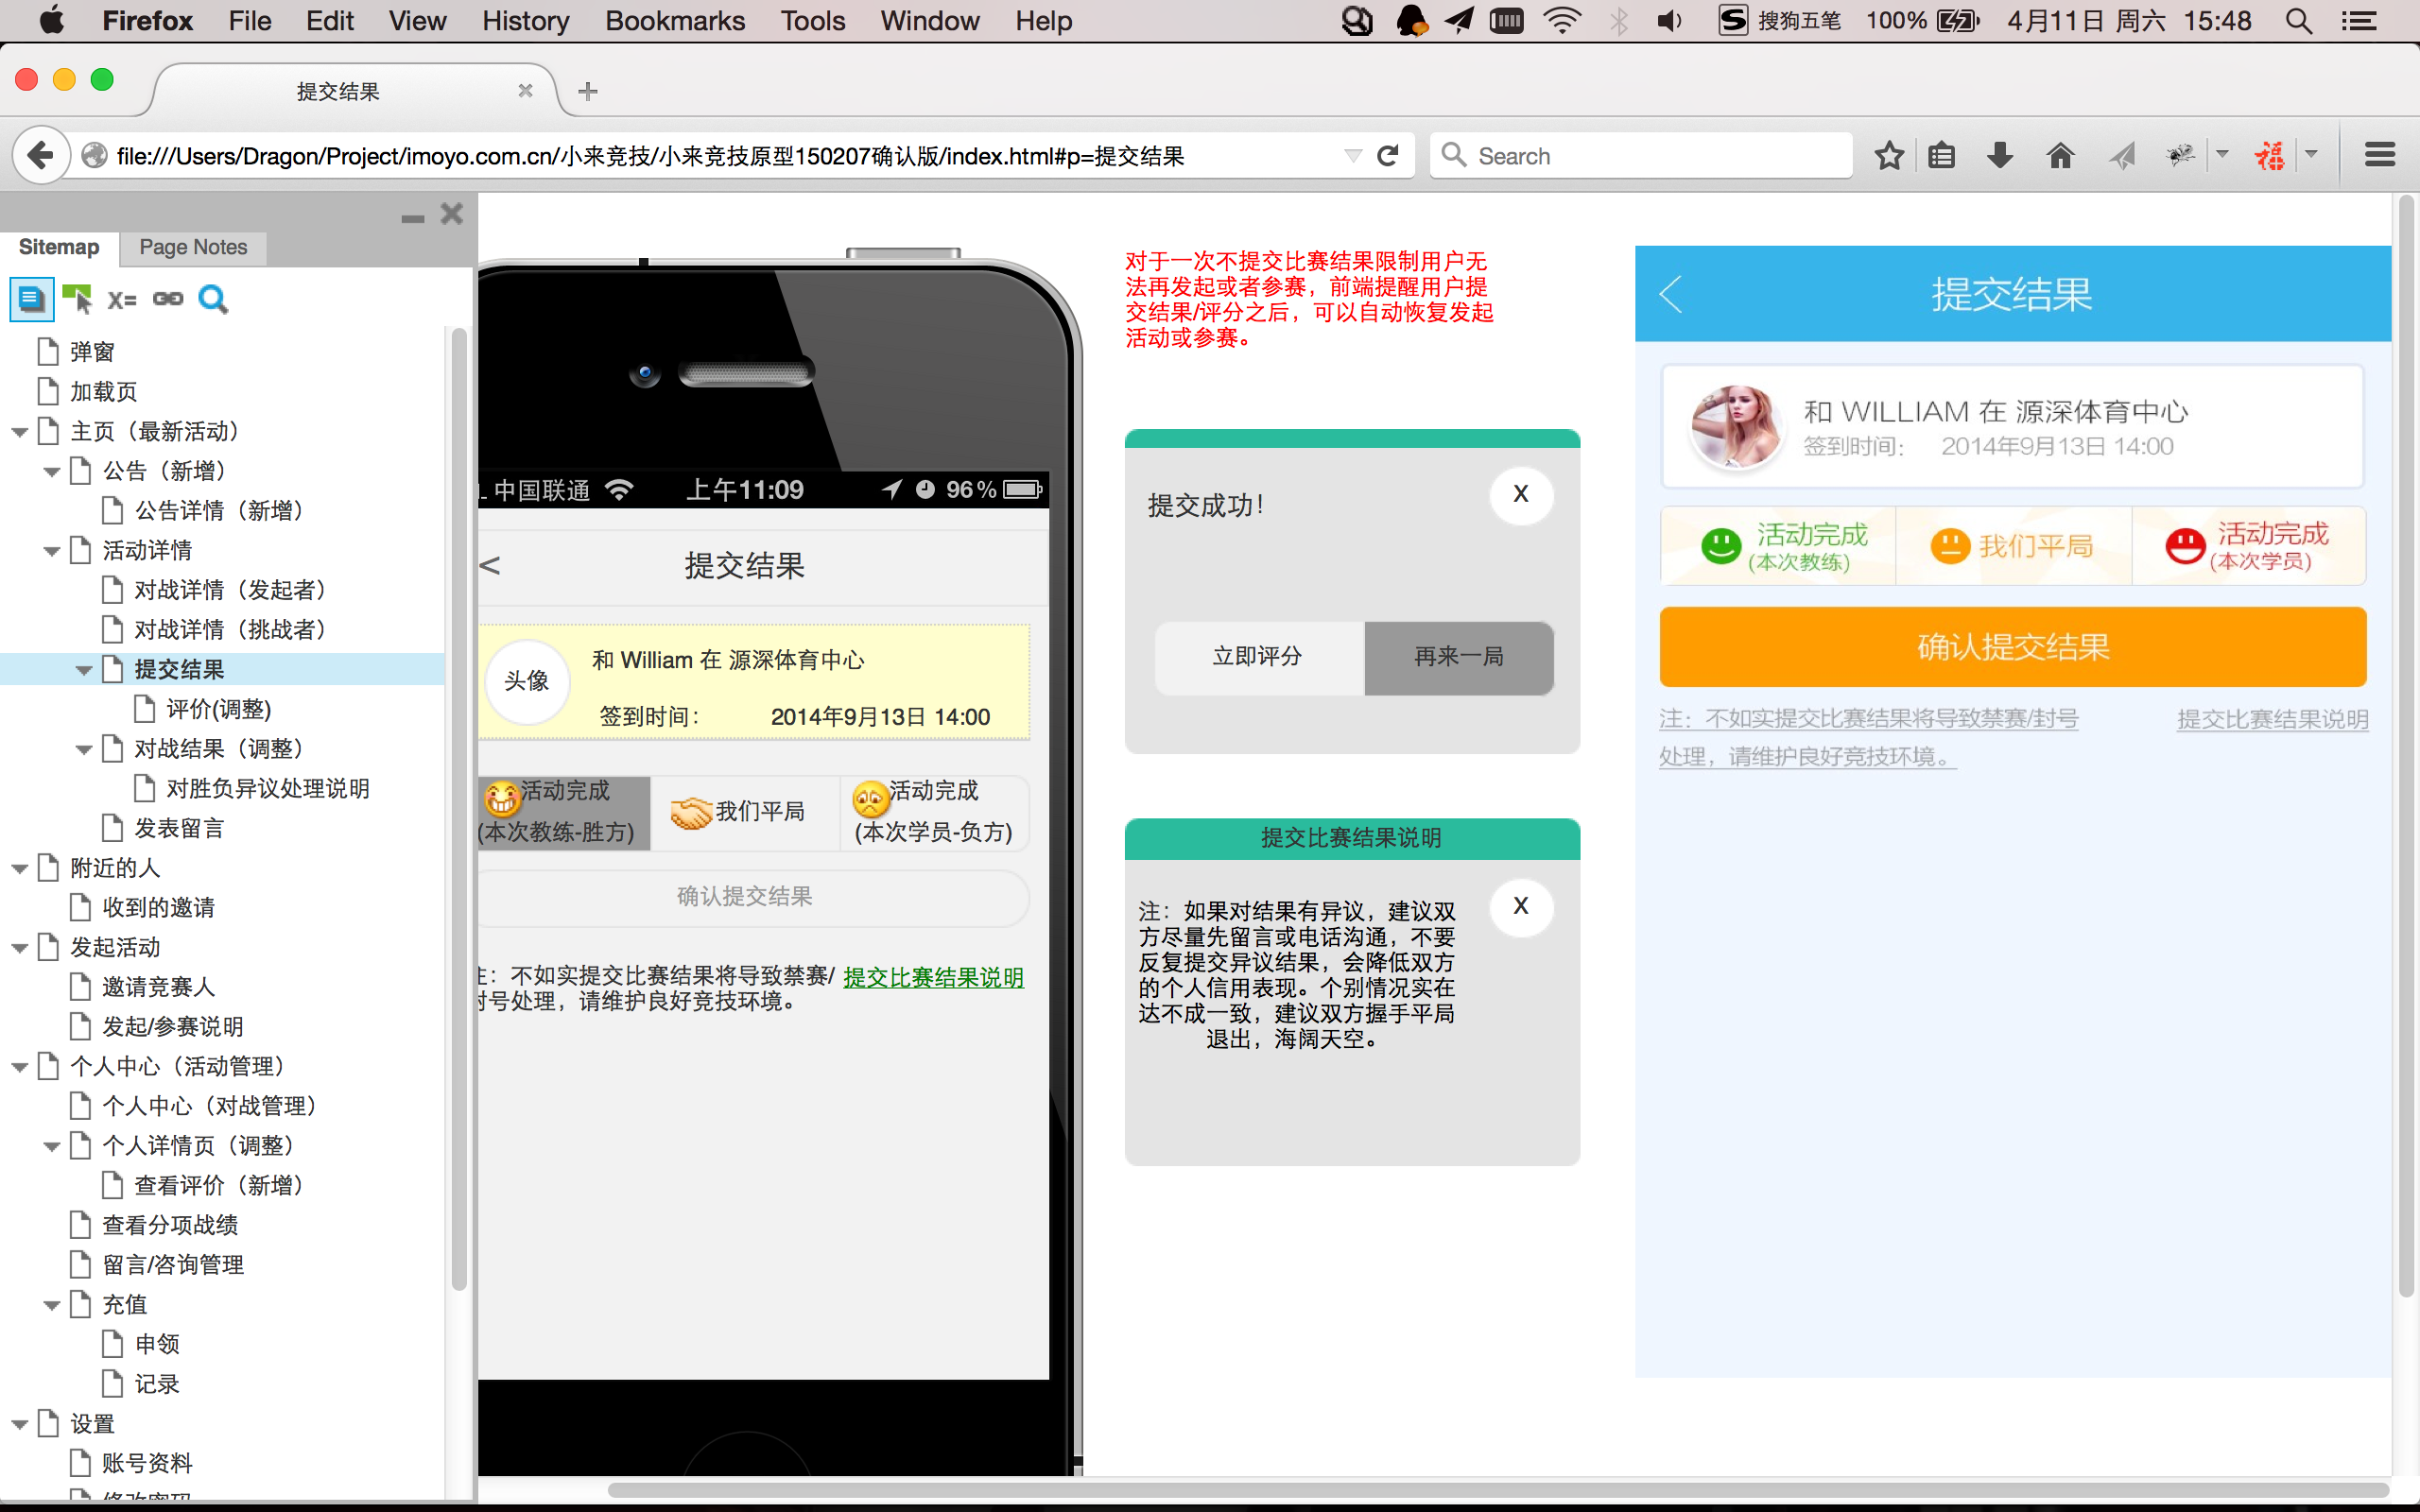 Firefox File Edit View History Bookmarks Tools Window Help
搜狗五笔 100% 4月11日 周六 15:48
提交结果
file:///Users/Dragon/Project/imoyo.com.cn/小来竞技/小来竞技原型150207确认版/index.html#p=提交结果
Search
Sitemap
Page Notes
X=
弹窗
加载页
主页（最新活动）
公告（新增）
公告详情（新增）
活动详情
对战详情（发起者）
对战详情（挑战者）
提交结果
评价(调整)
对战结果（调整）
对胜负异议处理说明
发表留言
附近的人
收到的邀请
发起活动
邀请竞赛人
发起/参赛说明
个人中心（活动管理）
个人中心（对战管理）
个人详情页（调整）
查看评价（新增）
查看分项战绩
留言/咨询管理
充值
申领
记录
设置
账号资料
修改密码
中国联通 上午11:09 96%
<
提交结果
头像
和 William 在 源深体育中心
签到时间： 2014年9月13日 14:00
活动完成
(本次教练-胜方)
我们平局
活动完成
(本次学员-负方)
确认提交结果
注：不如实提交比赛结果将导致禁赛/
封号处理，请维护良好竞技环境。
提交比赛结果说明
对于一次不提交比赛结果限制用户无
法再发起或者参赛，前端提醒用户提
交结果/评分之后，可以自动恢复发起
活动或参赛。
提交成功！
X
立即评分
再来一局
提交比赛结果说明
X
注：如果对结果有异议，建议双
方尽量先留言或电话沟通，不要
反复提交异议结果，会降低双方
的个人信用表现。个别情况实在
达不成一致，建议双方握手平局
退出，海阔天空。
提交结果
和 WILLIAM 在 源深体育中心
签到时间： 2014年9月13日 14:00
活动完成
(本次教练)
我们平局
活动完成
(本次学员)
确认提交结果
注：不如实提交比赛结果将导致禁赛/封号
处理，请维护良好竞技环境。
提交比赛结果说明